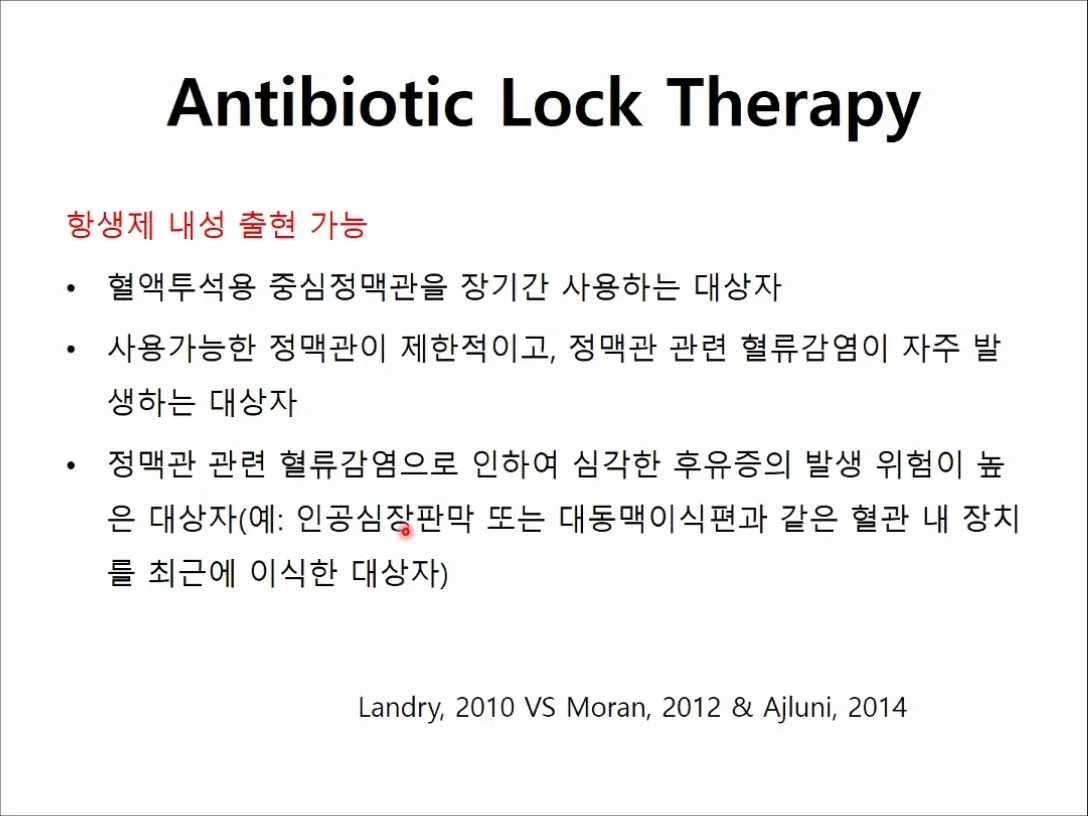 Antibiotic Lock Therapy
항생제 내성 출현 가능
• 혈액투석용 중심정맥관을 장기간 사용하는 대상자
• 사용가능한 정맥관이 제한적이고, 정맥관 관련 혈류감염이 자주 발
생하는 대상자
• 정맥관 관련 혈류감염으로 인하여 심각한 후유증의 발생 위험이 높
은 대상자(예: 인공심장판막 또는 대동맥이식편과 같은 혈관 내 장치
를 최근에 이식한 대상자)
Landry, 2010 VS Moran, 2012 & Ajluni, 2014